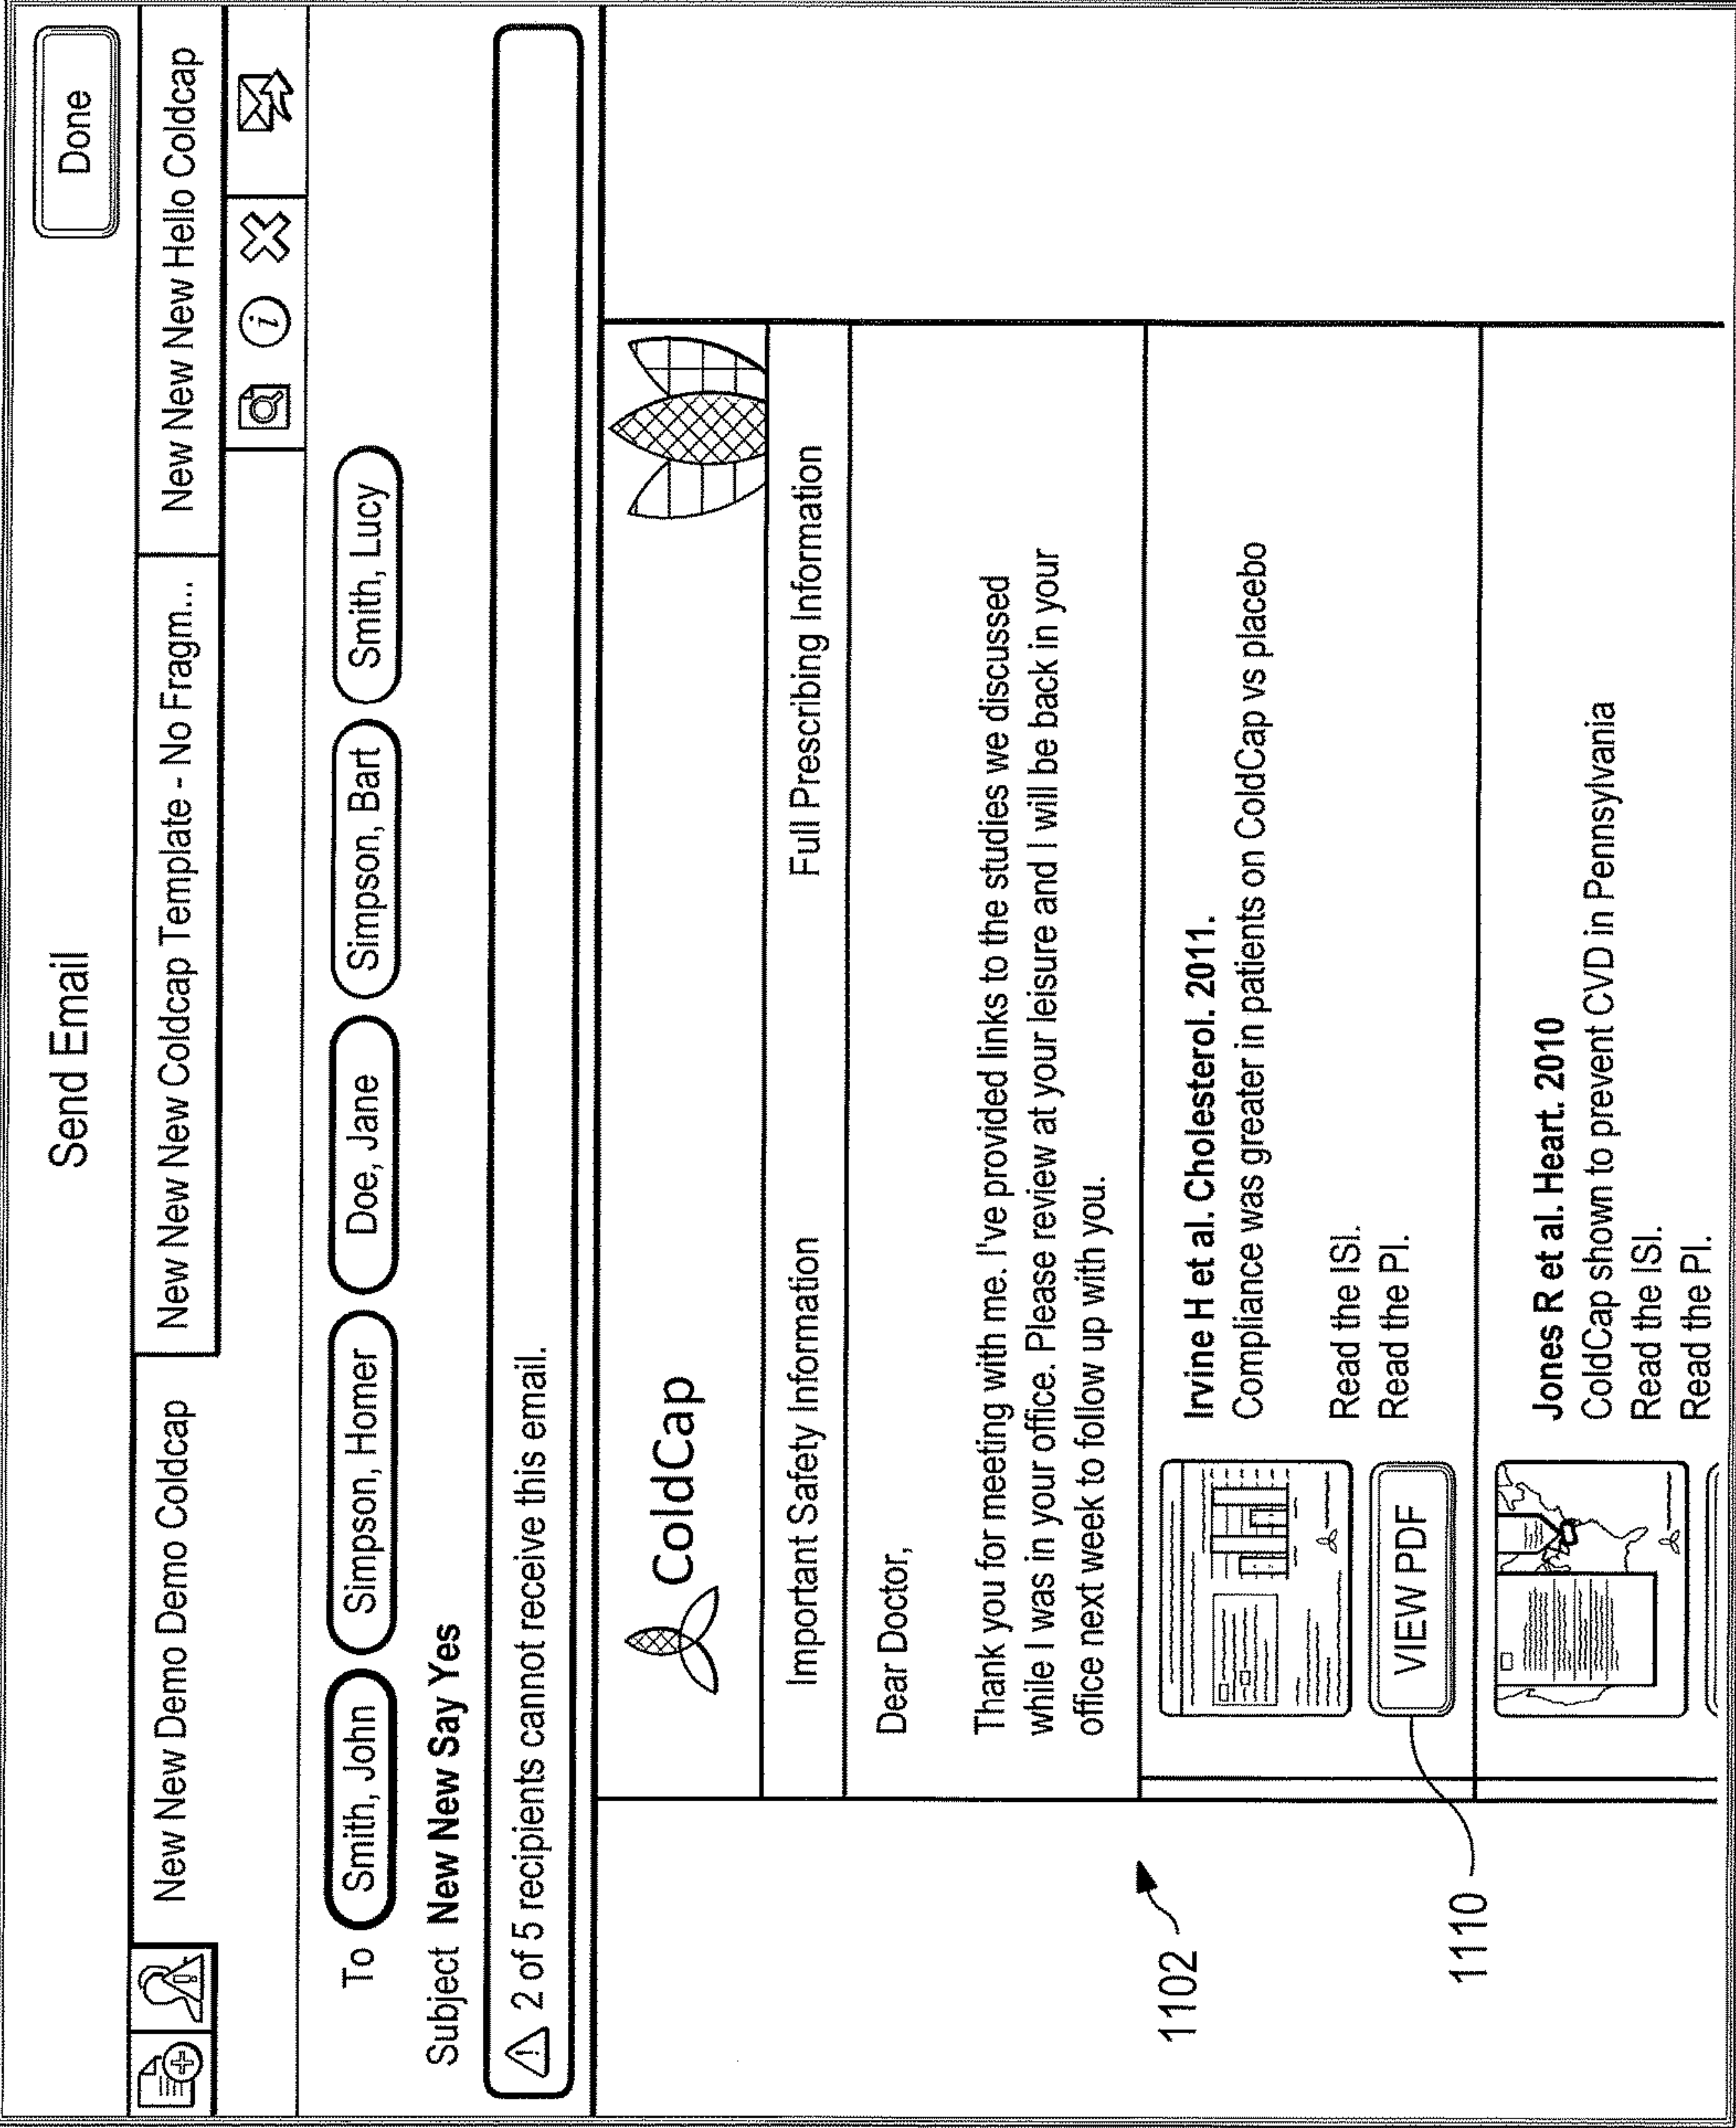 Send Email
Done
New New Demo Demo Coldcap
New New New Coldcap Template - No Fragm...
New New New Hello Coldcap
To Smith, John Simpson, Homer Doe, Jane Simpson, Bart Smith, Lucy
Subject New New Say Yes
2 of 5 recipients cannot receive this email.
ColdCap
Important Safety Information Full Prescribing Information
Dear Doctor,
Thank you for meeting with me. I've provided links to the studies we discussed
while I was in your office. Please review at your leisure and I will be back in your
office next week to follow up with you.
Irvine H et al. Cholesterol. 2011.
Compliance was greater in patients on ColdCap vs placebo
Read the ISI.
Read the PI.
VIEW PDF
Jones R et al. Heart. 2010
ColdCap shown to prevent CVD in Pennsylvania
Read the ISI.
Read the PI.
1102
1110